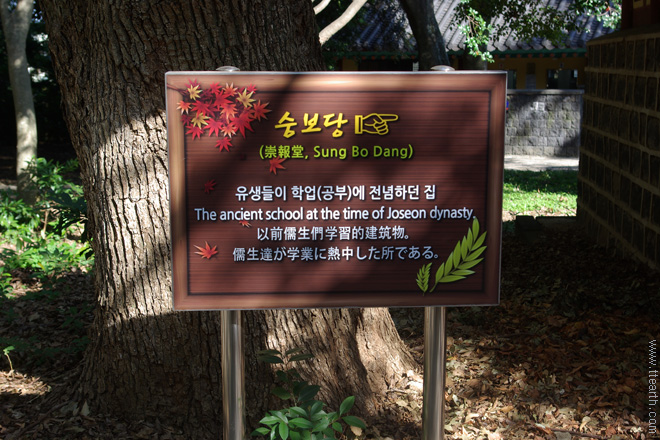 숭보당
(崇報堂, Sung Bo Dang)
유생들이 학업(공부)에 전념하던 집
The ancient school at the time of Joseon dynasty.
以前儒生們学習的建筑物。
儒生達が学業に熱中した所である。
www.ttearth.com